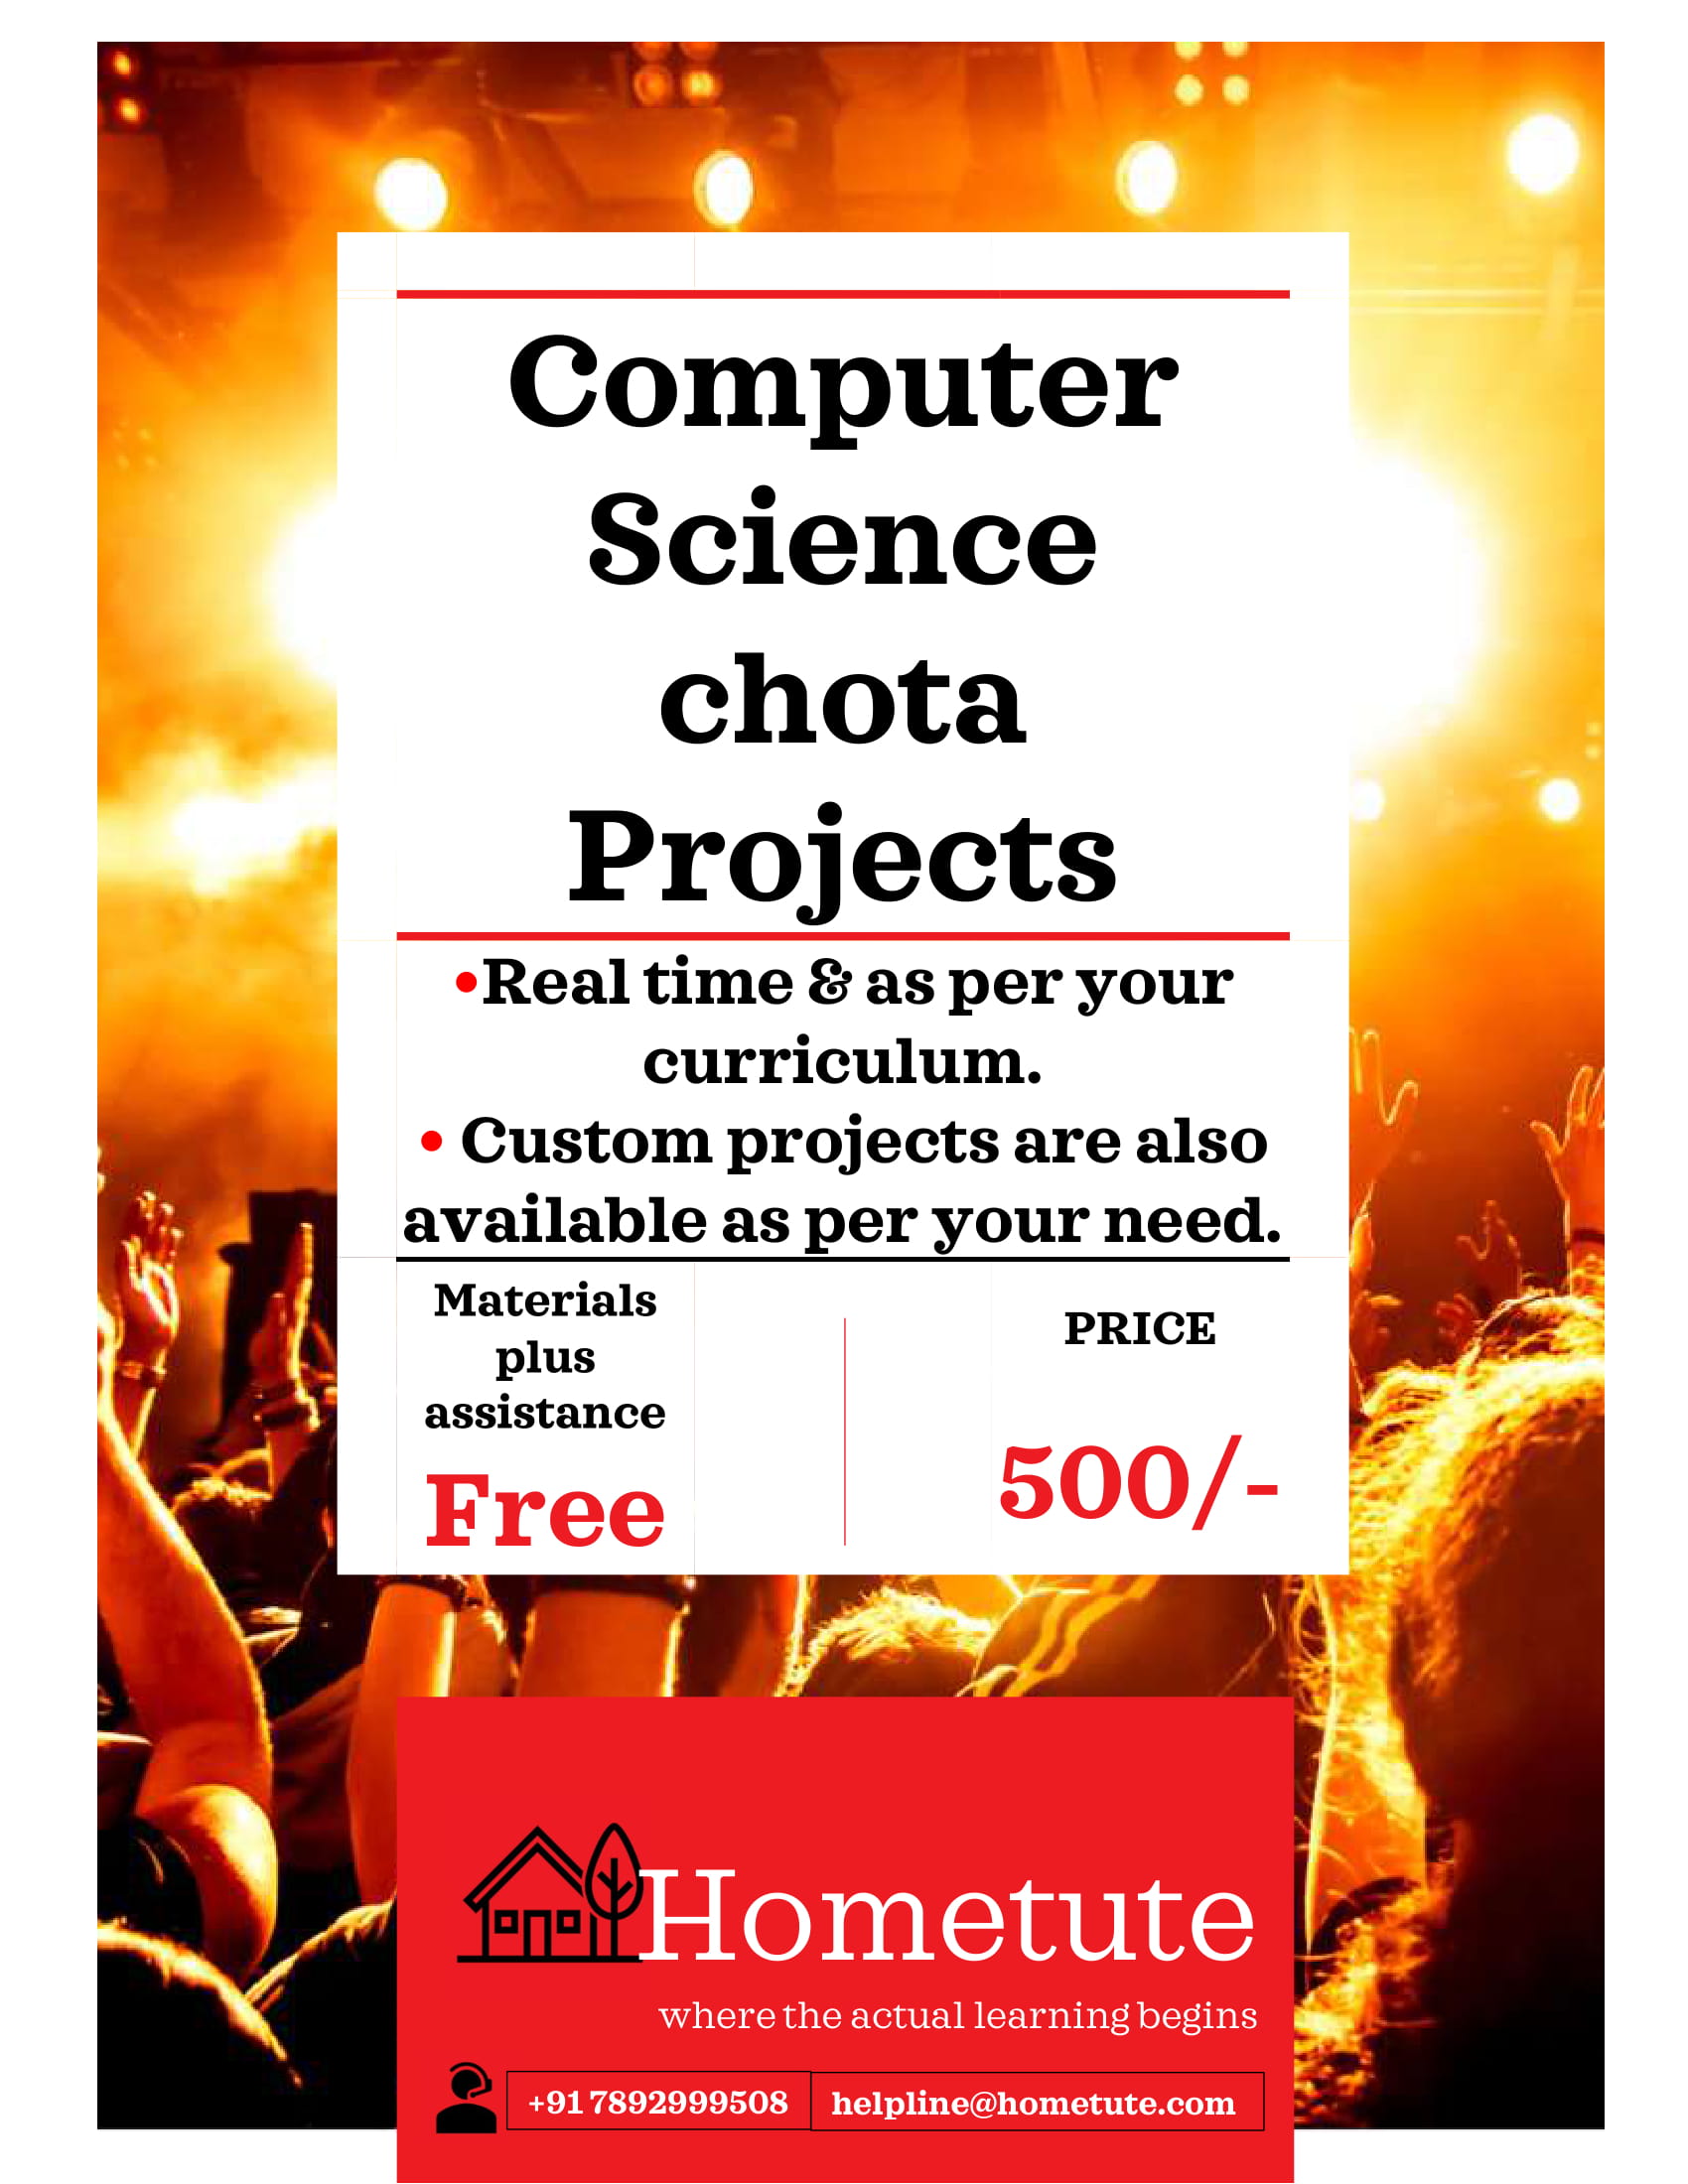 Computer
Science
chota
Projects
•Real time & as per your
curriculum.
• Custom projects are also
available as per your need.
Materials
plus
assistance
Free
PRICE
500/-
Hometute
where the actual learning begins
+91 7892999508
helpline@hometute.com